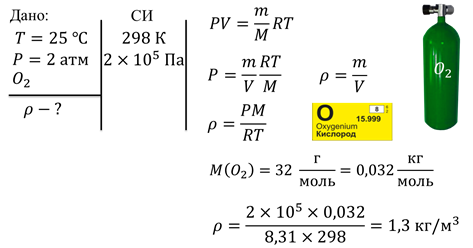 Дано:
T = 25 ℃
P = 2 атм
O₂
ρ − ?
СИ
298 К
2 × 10⁵ Па
PV = m/M RT
P = m/V RT/M
ρ = m/V
ρ = PM/RT
O
8
15.999
Oxygenium
Кислород
M(O₂) = 32 г/моль = 0,032 кг/моль
ρ = 2 × 10⁵ × 0,032 / 8,31 × 298 = 1,3 кг/м³
O₂